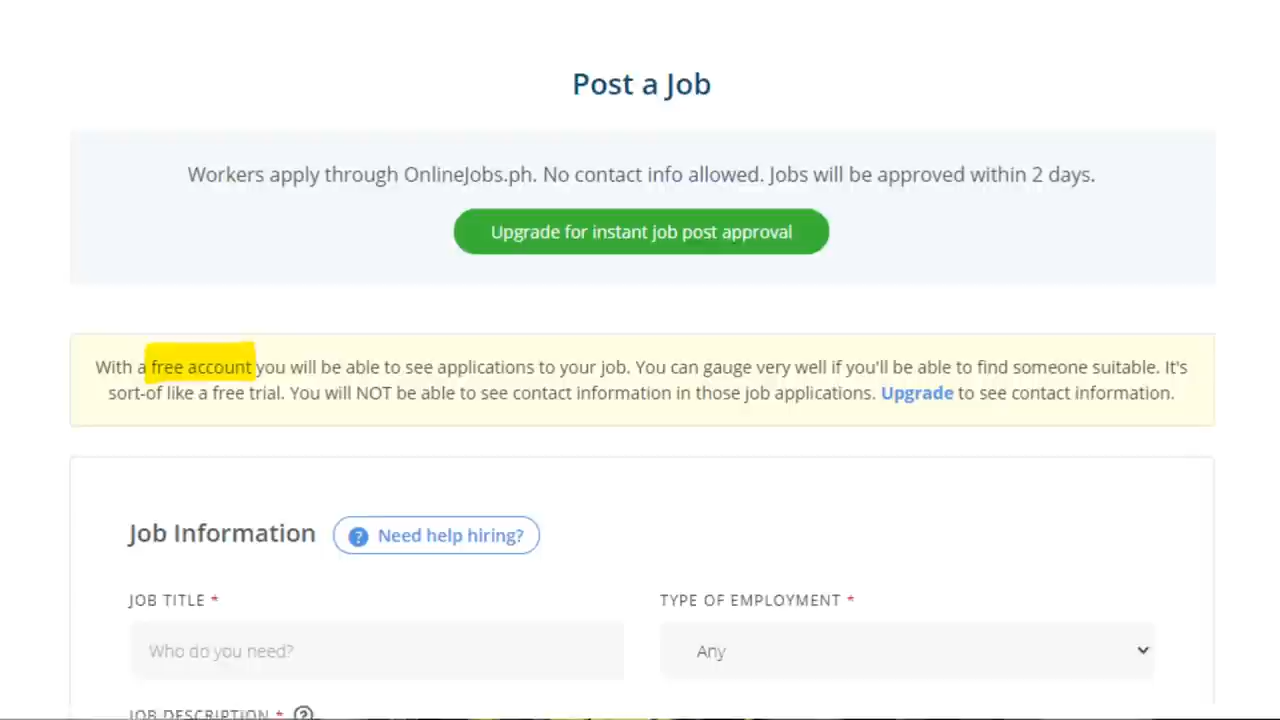 Post a Job
Workers apply through OnlineJobs.ph. No contact info allowed. Jobs will be approved within 2 days.
Upgrade for instant job post approval
With a free account you will be able to see applications to your job. You can gauge very well if you'll be able to find someone suitable. It's
sort-of like a free trial. You will NOT be able to see contact information in those job applications. Upgrade to see contact information.
Job Information ? Need help hiring?
JOB TITLE * TYPE OF EMPLOYMENT *
Who do you need? Any
JOB DESCRIPTION * ?